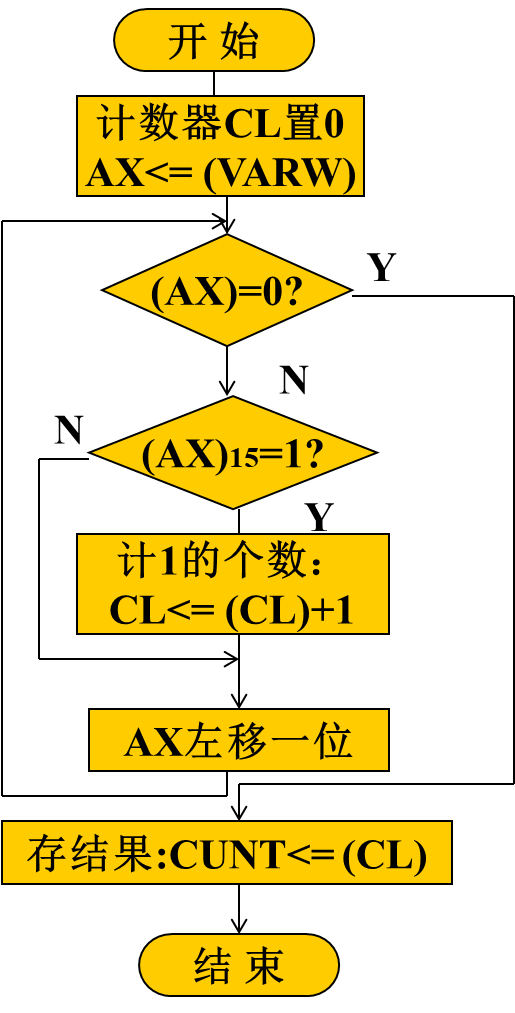 开 始
计数器CL置0
AX<= (VARW)
(AX)=0?
Y
N
N
(AX)15=1?
Y
计1的个数：
CL<= (CL)+1
AX左移一位
存结果:CUNT<= (CL)
结 束